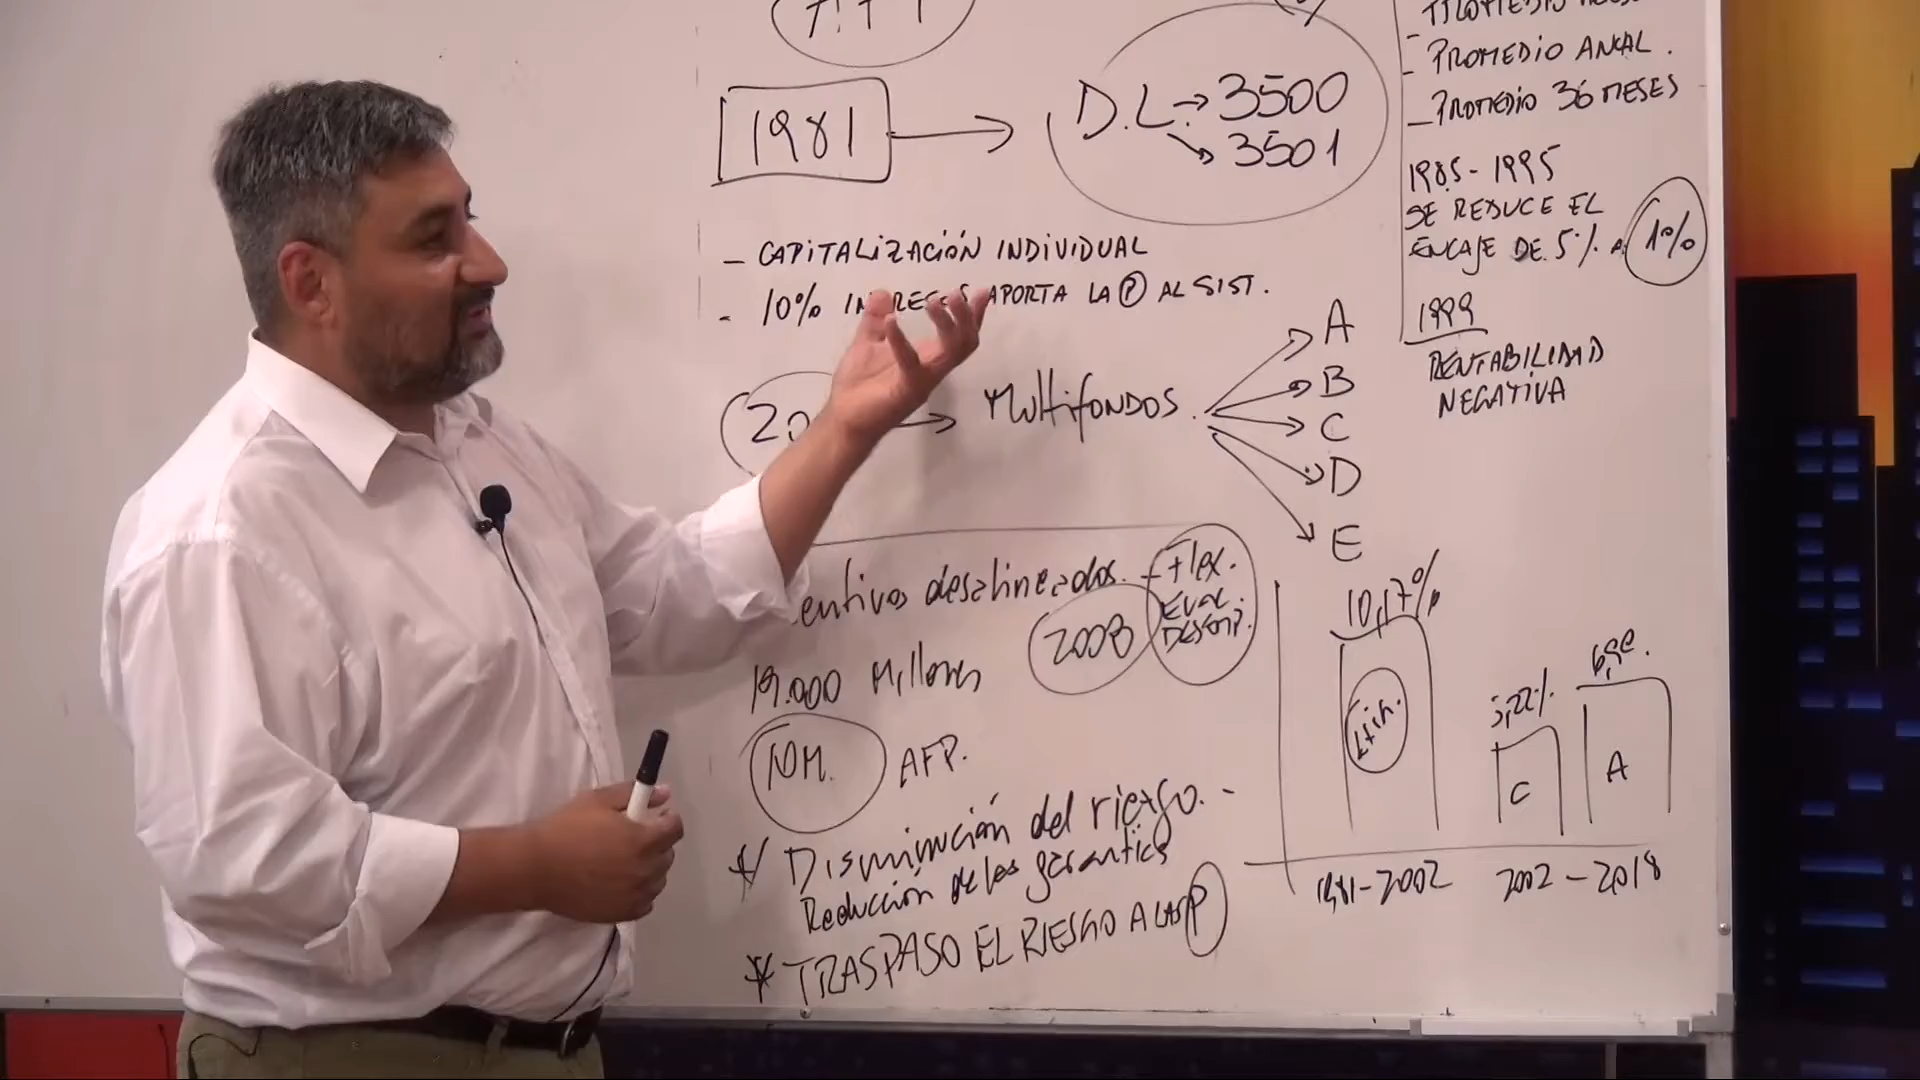 1981
D.L. → 3500
→ 3501
- CAPITALIZACIÓN INDIVIDUAL
- 10% APORTA LA P AL SIST.
MultifONDOS.
A
B
C
D
E
- PROMEDIO ANUAL.
- PROMEDIO 36 MESES
1985-1995
SE REDUCE EL
ENCAJE DE 5% A 1%
1999
RENTABILIDAD
NEGATIVA
desalineados. - Flex.
EVAL.
DESEMP.
2008
19.000 Millones
AFP.
* Disminución del riesgo. -
Reducción de las garantías
* TRASPASO EL RIESGO A LAS P
10,17%
5,22%
C
A
1981-2002
2002-2018